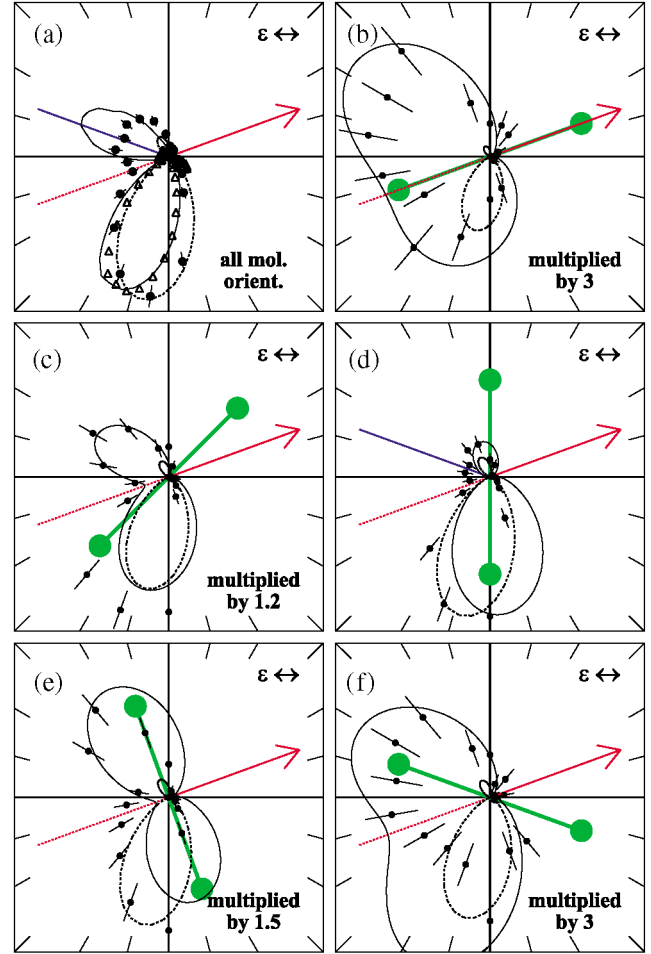 (a)
ε ↔
all mol.
orient.
(b)
ε ↔
multiplied
by 3
(c)
ε ↔
multiplied
by 1.2
(d)
ε ↔
(e)
ε ↔
multiplied
by 1.5
(f)
ε ↔
multiplied
by 3